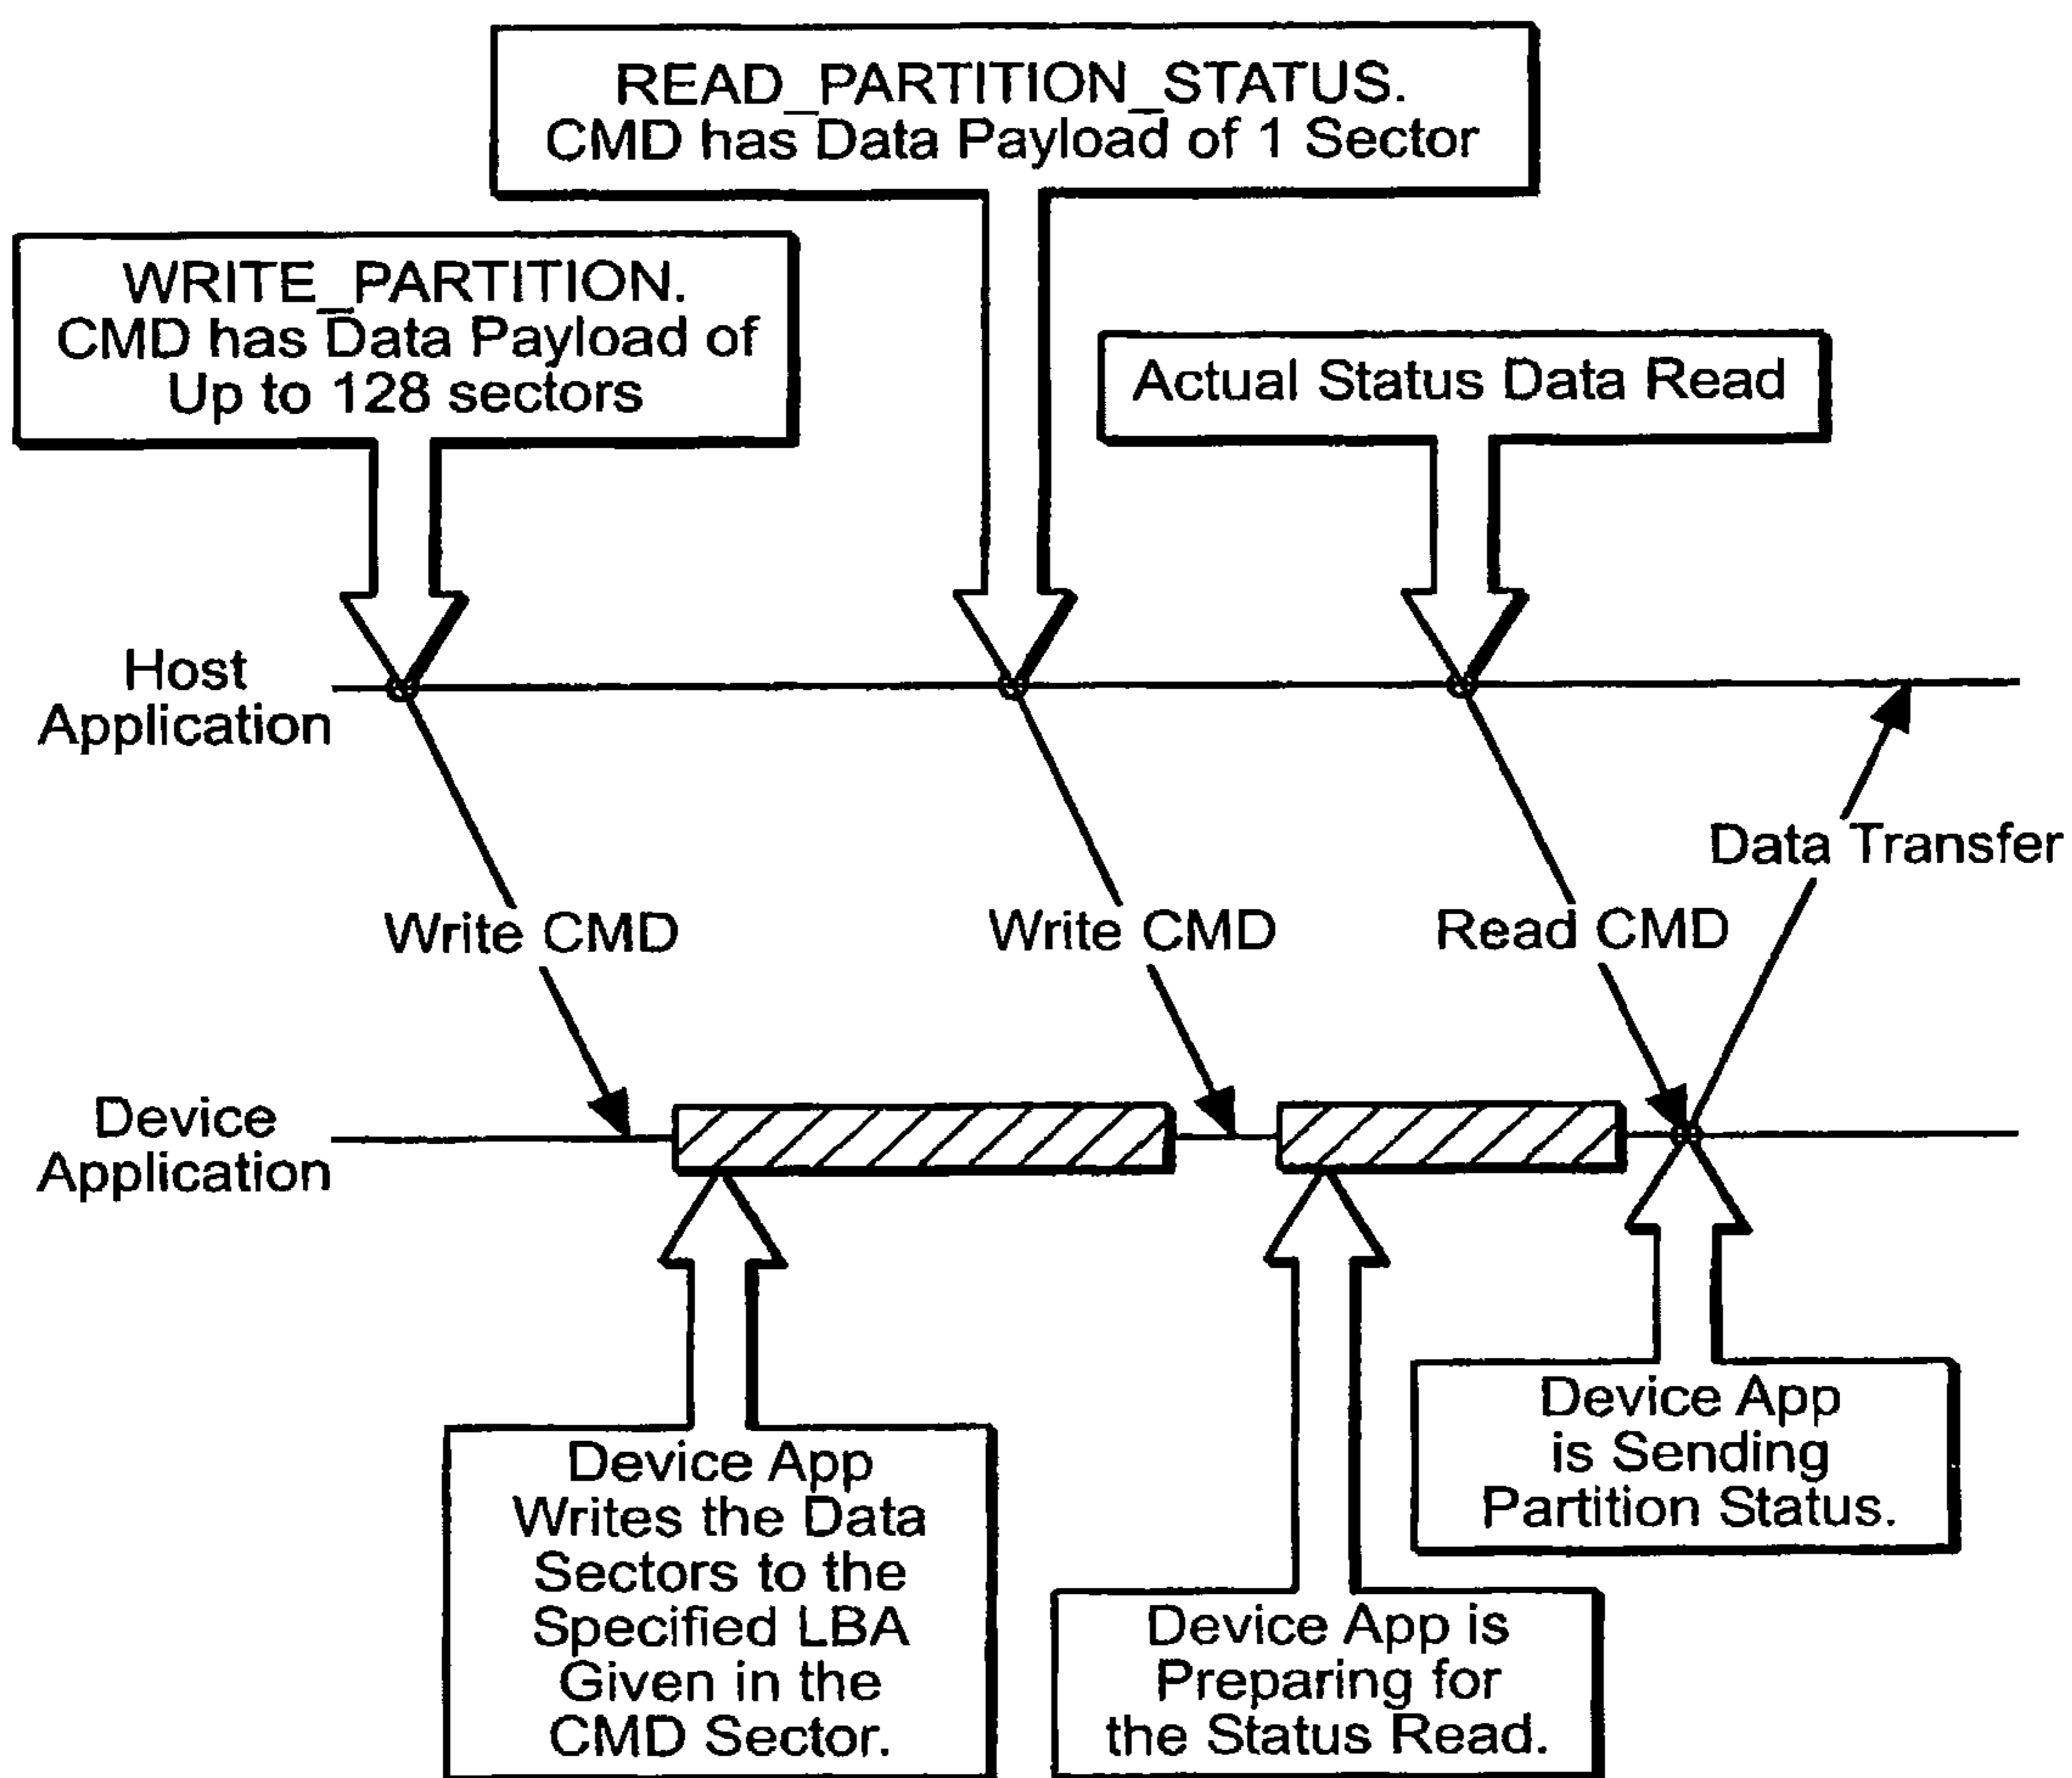 READ_PARTITION_STATUS.
CMD has Data Payload of 1 Sector
WRITE_PARTITION.
CMD has Data Payload of
Up to 128 sectors
Actual Status Data Read
Host
Application
Data Transfer
Write CMD
Write CMD
Read CMD
Device
Application
Device App
Writes the Data
Sectors to the
Specified LBA
Given in the
CMD Sector.
Device App is
Preparing for
the Status Read.
Device App
is Sending
Partition Status.